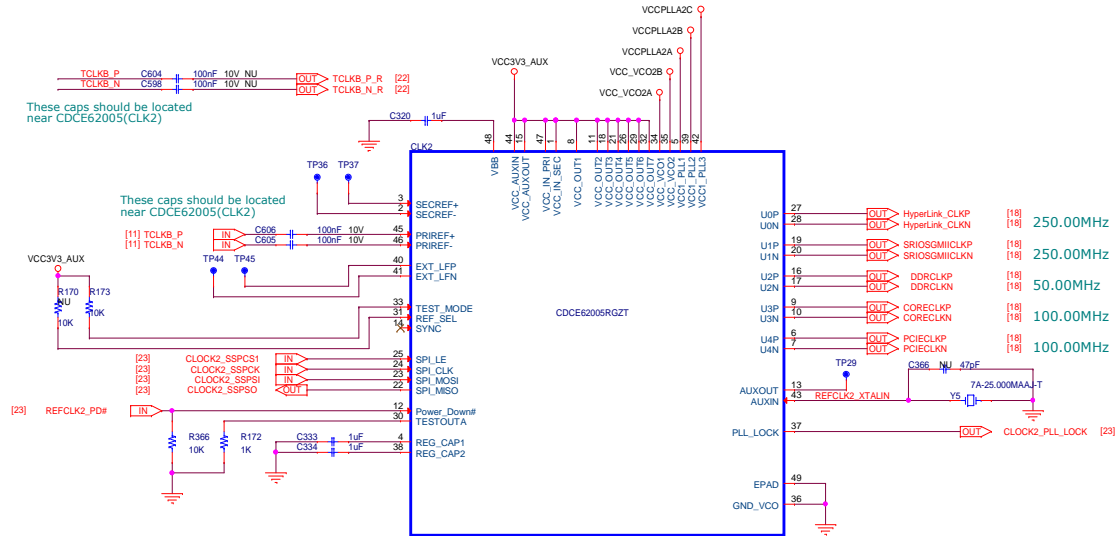 VCCPLLA2C
VCCPLLA2B
VCCPLLA2A
VCC_VCO2B
VCC_VCO2A
VCC3V3_AUX
TCLKB_P C604 100nF 10V NU OUT TCLKB_P_R [22]
TCLKB_N C598 100nF 10V NU OUT TCLKB_N_R [22]
These caps should be located
near CDCE62005(CLK2)
C320 1uF
48 44 15 47 1 8 11 18 21 26 29 32 34 35 5 39 42
CLK2
VBB VCC_AUXIN VCC_AUXOUT VCC_IN_PRI VCC_IN_SEC VCC_OUT1 VCC_OUT2 VCC_OUT3 VCC_OUT4 VCC_OUT5 VCC_OUT6 VCC_OUT7 VCC_VCO1 VCC_VCO2 VCC1_PLL1 VCC1_PLL2 VCC1_PLL3
TP36 TP37
3 SECREF+
2 SECREF-
These caps should be located
near CDCE62005(CLK2)
[11] TCLKB_P IN C606 100nF 10V 45 PRIREF+
[11] TCLKB_N IN C605 100nF 10V 46 PRIREF-
TP44 TP45
40 EXT_LFP
41 EXT_LFN
VCC3V3_AUX
R170 R173
NU
10K 10K
33 TEST_MODE
31 REF_SEL
14 SYNC
CDCE62005RGZT
[23] CLOCK2_SSPCS1 IN 25 SPI_LE
[23] CLOCK2_SSPCK IN 24 SPI_CLK
[23] CLOCK2_SSPSI IN 23 SPI_MOSI
[23] CLOCK2_SSPSO OUT 22 SPI_MISO
[23] REFCLK2_PD# IN 12 Power_Down#
30 TESTOUTA
R366 R172
10K 1K
C333 1uF 4 REG_CAP1
C334 1uF 38 REG_CAP2
U0P 27 OUT HyperLink_CLKP [18]
U0N 28 OUT HyperLink_CLKN [18]
250.00MHz
U1P 19 OUT SRIOSGMIICLKP [18]
U1N 20 OUT SRIOSGMIICLKN [18]
250.00MHz
U2P 16 OUT DDRCLKP [18]
U2N 17 OUT DDRCLKN [18]
50.00MHz
U3P 9 OUT CORECLKP [18]
U3N 10 OUT CORECLKN [18]
100.00MHz
U4P 6 OUT PCIECLKP [18]
U4N 7 OUT PCIECLKN [18]
100.00MHz
TP29
C366 NU 47pF
AUXOUT 13
AUXIN 43 REFCLK2_XTALIN
Y5 7A-25.000MAAJ-T
PLL_LOCK 37 OUT CLOCK2_PLL_LOCK [23]
EPAD 49
GND_VCO 36